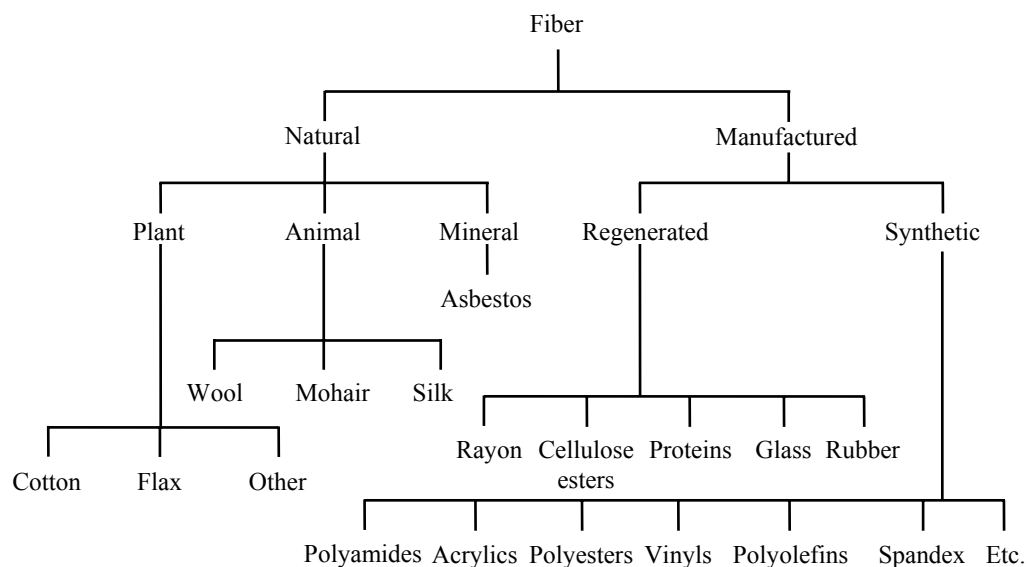 Fiber
Natural
Manufactured
Plant
Animal
Mineral
Regenerated
Synthetic
Asbestos
Wool
Mohair
Silk
Rayon
Cellulose
esters
Proteins
Glass
Rubber
Cotton
Flax
Other
Polyamides
Acrylics
Polyesters
Vinyls
Polyolefins
Spandex
Etc.